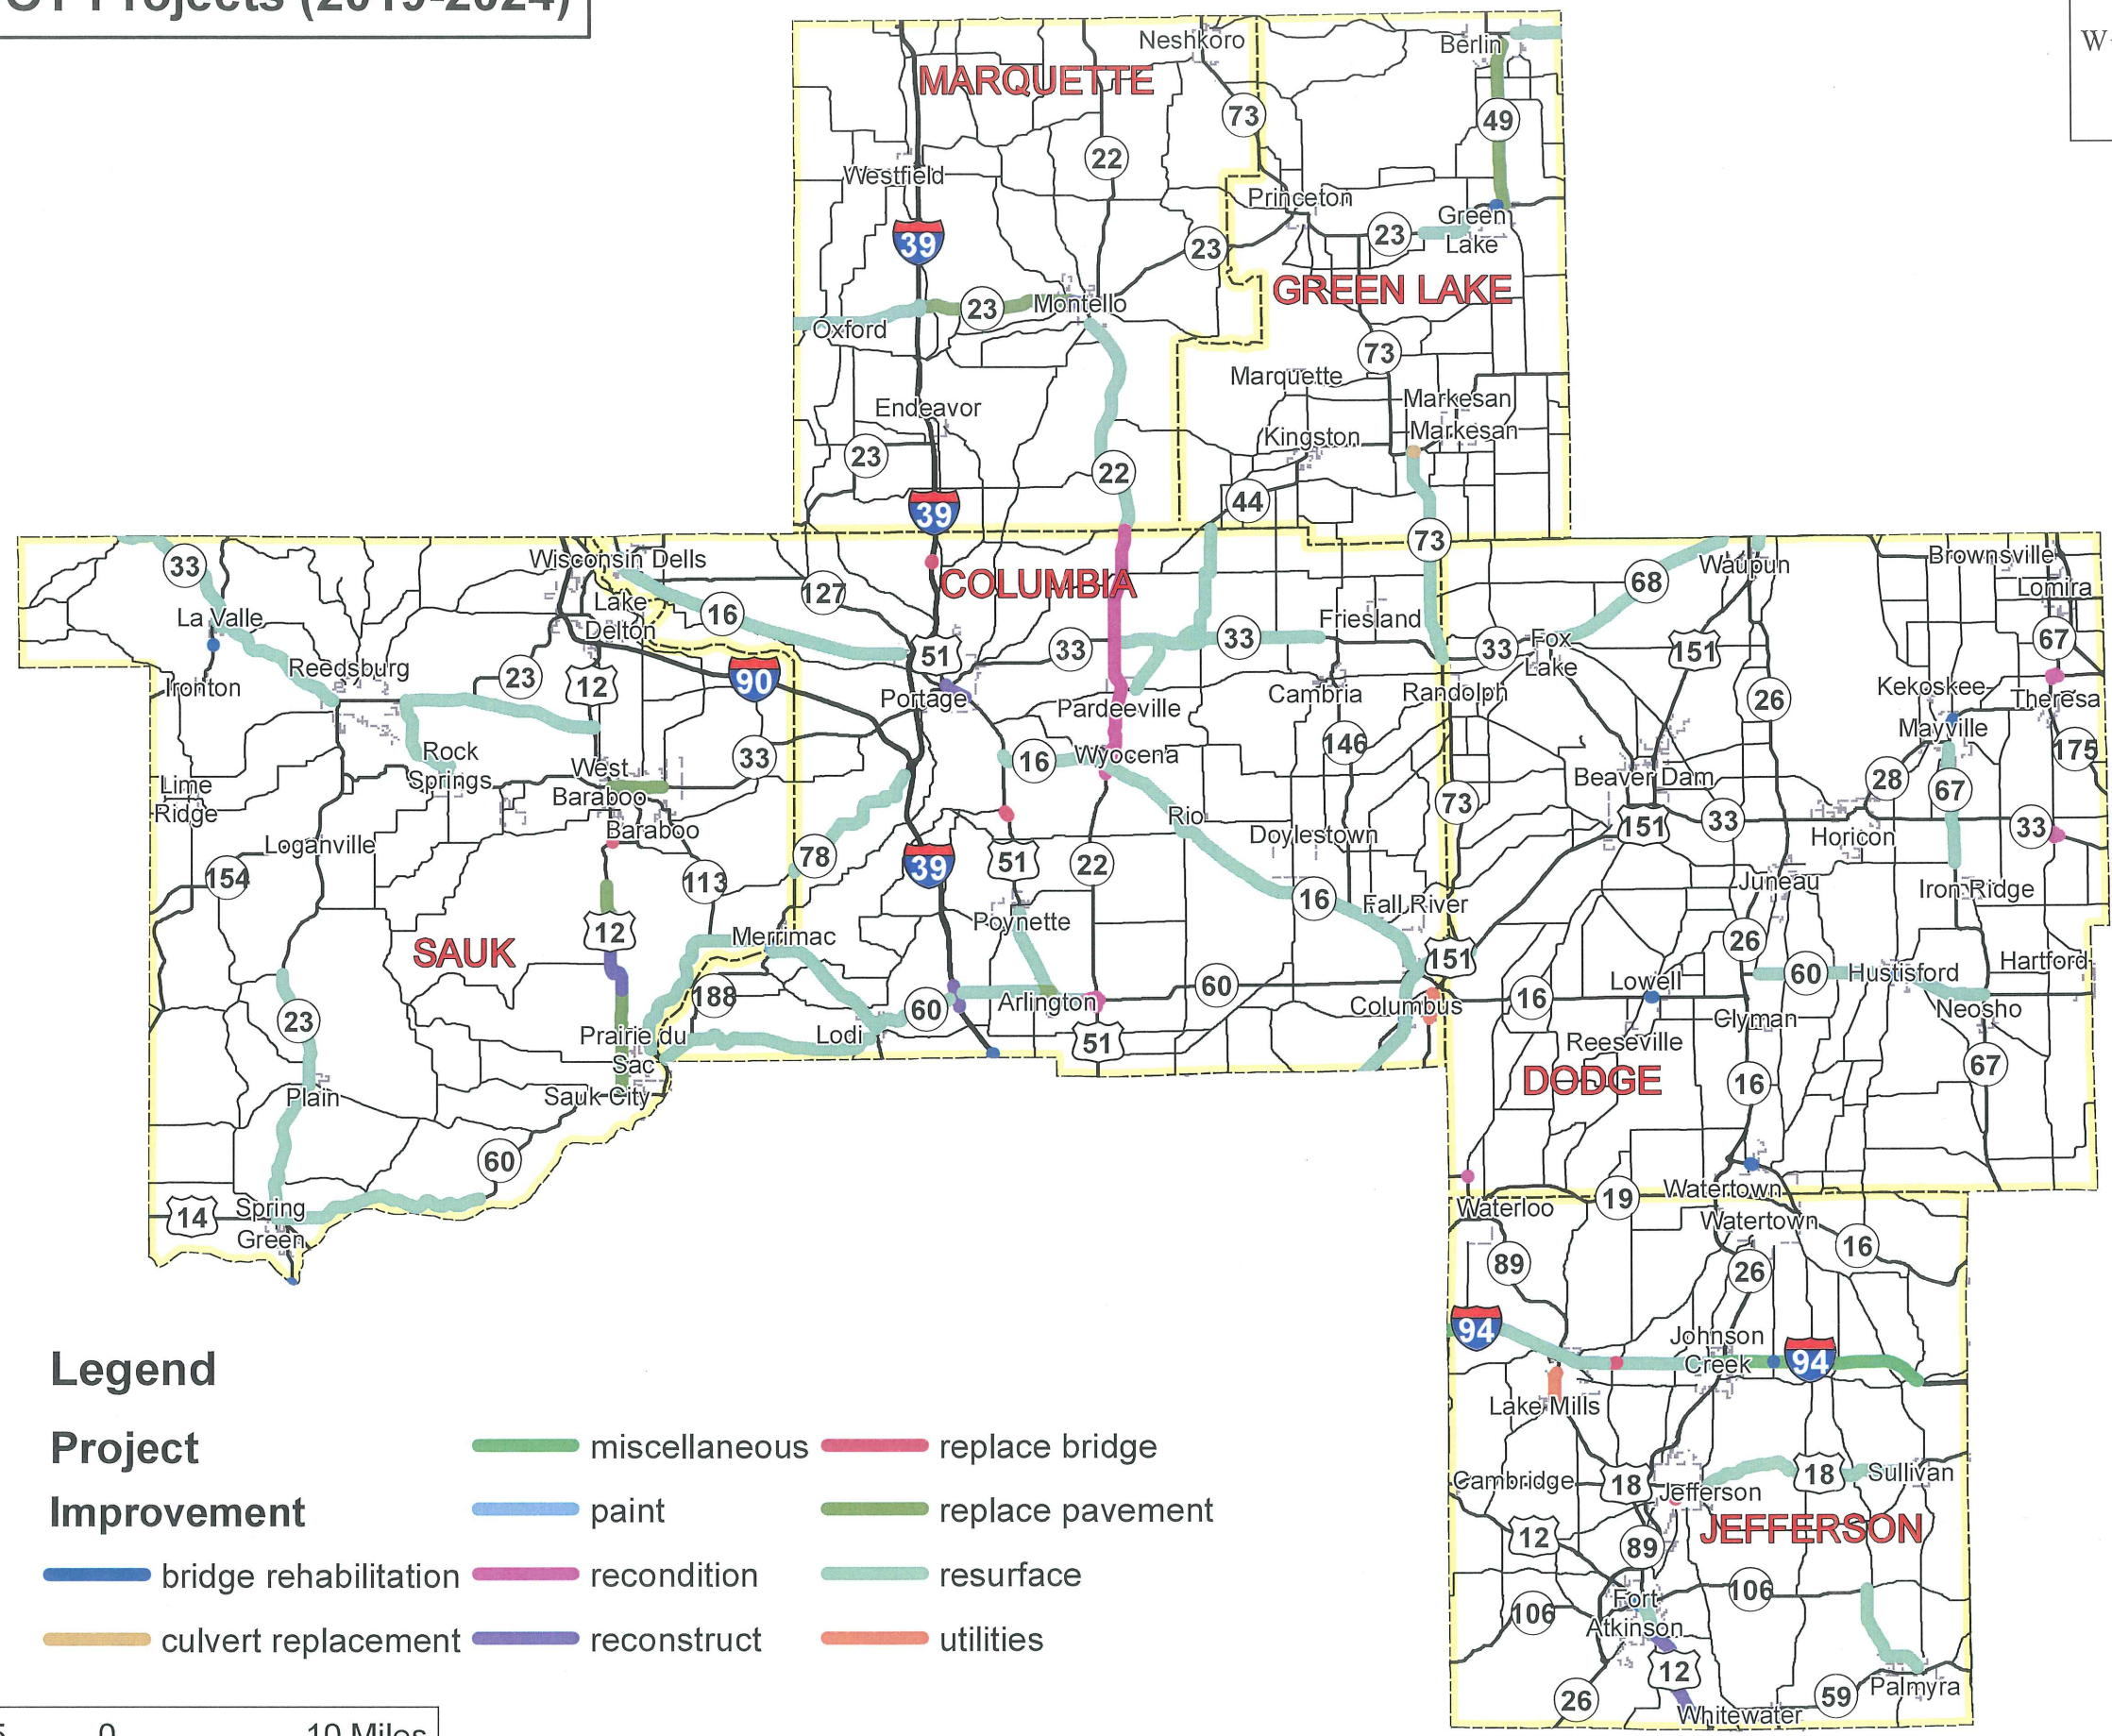 Projects (2019-2024)
W
Neshkoro
Berlin
MARQUETTE
73
49
22
Westfield
Princeton
39
23
23
Green
Lake
GREEN LAKE
23
Montello
Oxford
73
Marquette
Markesan
Endeavor
Kingston
Markesan
23
22
44
39
73
Wisconsin Dells
Waupun
Brownsville
33
127
COLUMBIA
68
Lomira
La Valle
Lake
16
Delton
Friesland
33
33
51
33
Fox
Lake
151
67
Reedsburg
23
12
90
Ironton
Portage
Pardeeville
Cambria
Randolph
26
Kekoskee
Theresa
Mayville
Rock
Springs
33
16
Wyocena
146
175
West
Baraboo
Beaver Dam
28
67
Lime
Ridge
73
Baraboo
Rio
Doylestown
151
33
Horicon
33
Loganville
78
39
51
22
154
113
Juneau
Iron Ridge
16
Fall River
12
Poynette
SAUK
Merrimac
26
151
Hartford
188
60
Hustisford
60
Lowell
16
Columbus
23
60
Arlington
Neosho
Clyman
Prairie du
Sac
Lodi
51
Reeseville
67
DODGE
16
Plain
Sauk City
60
Watertown
19
14
Spring
Green
Waterloo
Watertown
16
89
26
94
Johnson
Creek
94
Lake Mills
Cambridge
18
18
Sullivan
Jefferson
JEFFERSON
12
89
106
106
Fort
Atkinson
12
26
59
Palmyra
Whitewater
Legend
Project
Improvement
bridge rehabilitation
culvert replacement
miscellaneous
paint
recondition
reconstruct
replace bridge
replace pavement
resurface
utilities
0
10 Miles